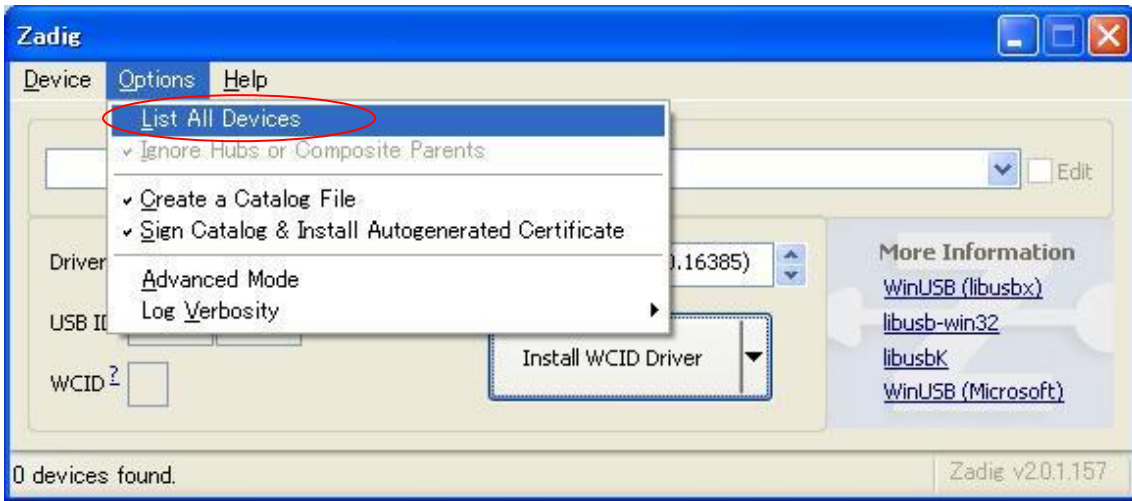 Zadig
Device Options Help
List All Devices
✓ Ignore Hubs or Composite Parents
Edit
✓ Create a Catalog File
✓ Sign Catalog & Install Autogenerated Certificate
Driver .16385)
Advanced Mode
Log Verbosity
USB ID
Install WCID Driver
WCID ?
More Information
WinUSB (libusbx)
libusb-win32
libusbK
WinUSB (Microsoft)
0 devices found.
Zadig v2.0.1.157